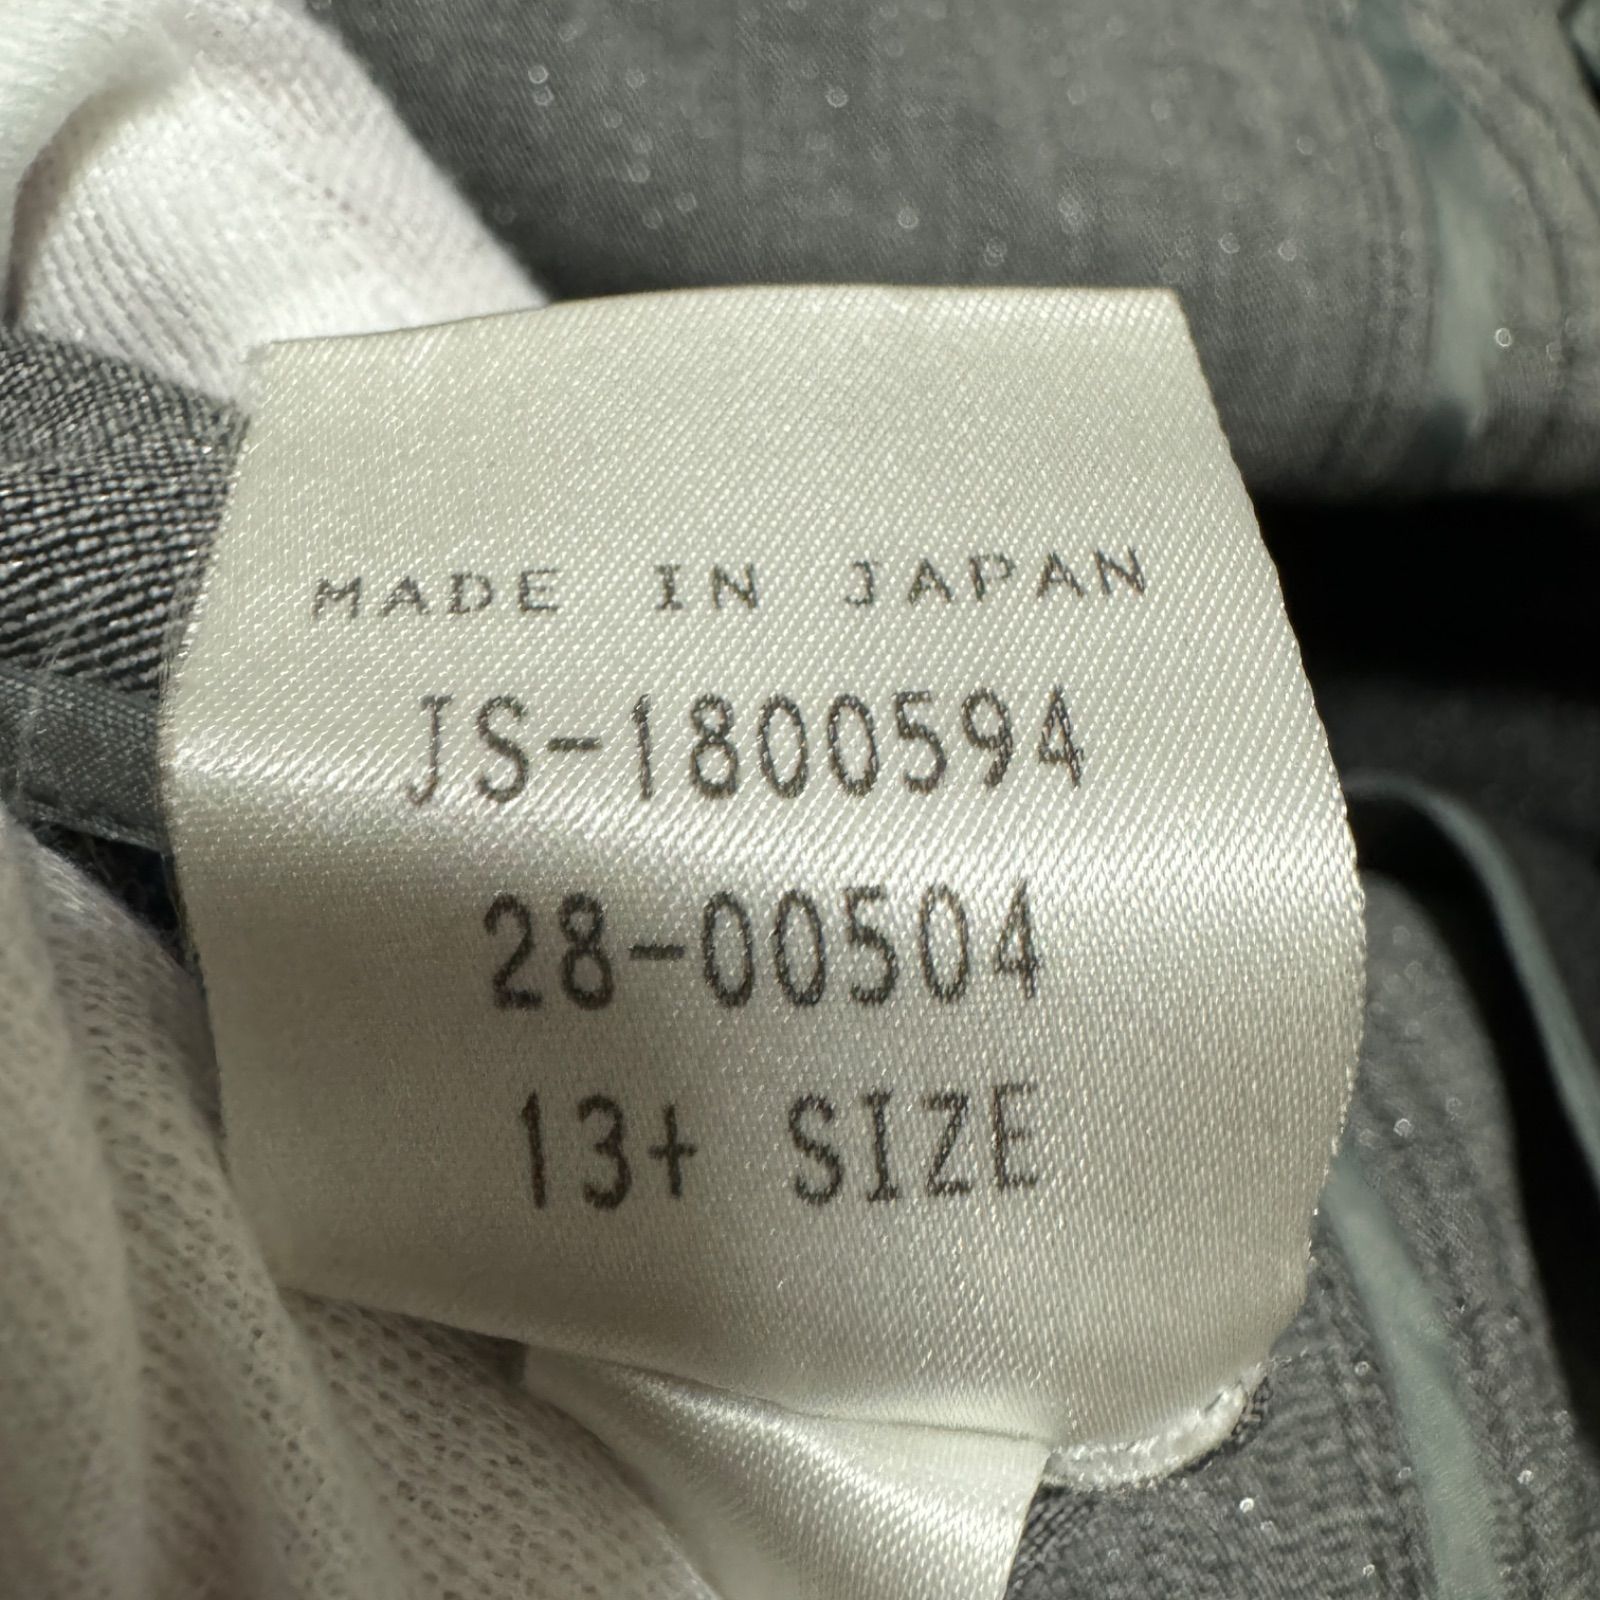 MADE IN JAPAN
JS-1800594
28-00504
13+ SIZE